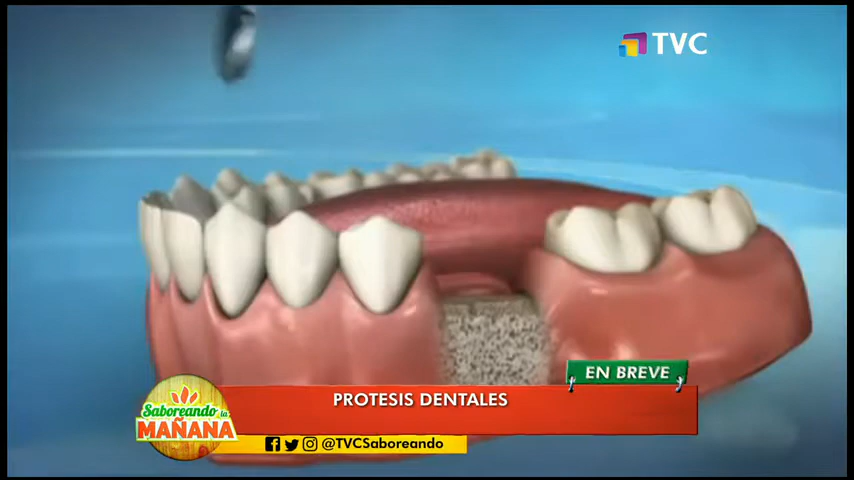 TVC
EN BREVE
PROTESIS DENTALES
Saboreando la
MAÑANA
@TVCSaboreando